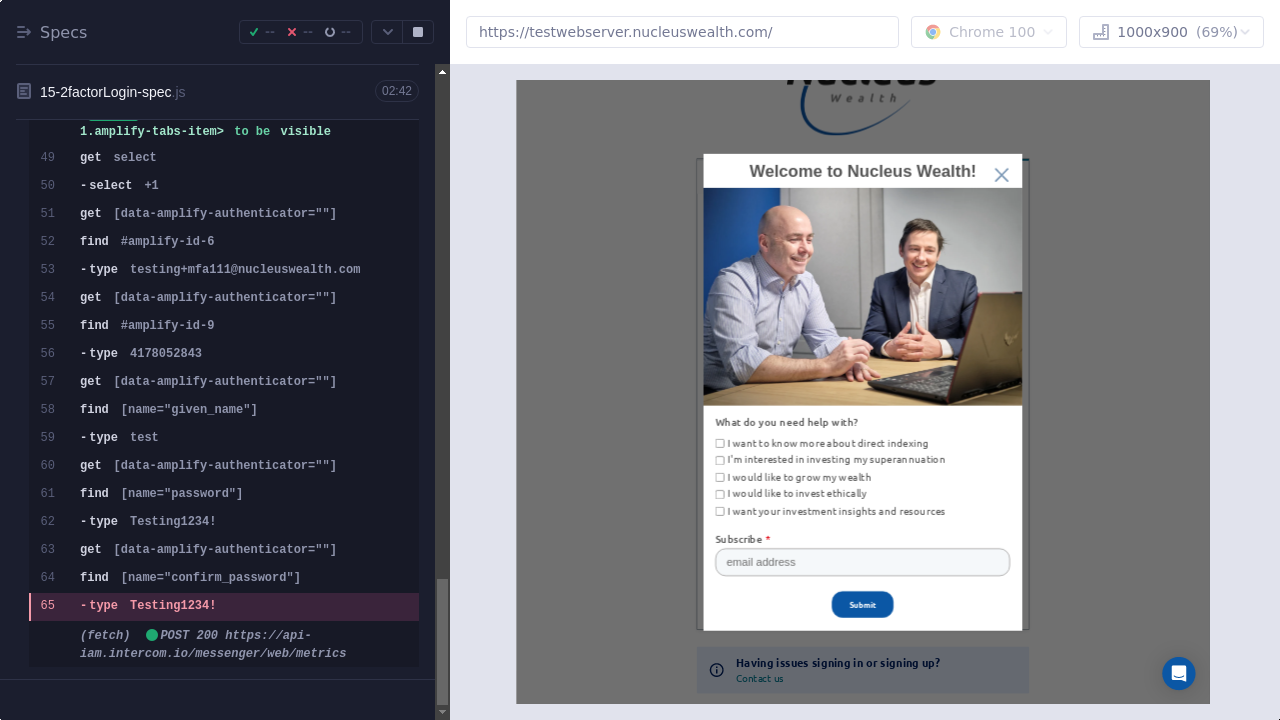 Specs
--
--
--
https://testwebserver.nucleuswealth.com/
Chrome 100
1000x900 (69%)
15-2factorLogin-spec.js
02:42
1.amplify-tabs-item> to be visible
49 get select
50 -select +1
51 get [data-amplify-authenticator=""]
52 find #amplify-id-6
53 -type testing+mfa111@nucleuswealth.com
54 get [data-amplify-authenticator=""]
55 find #amplify-id-9
56 -type 4178052843
57 get [data-amplify-authenticator=""]
58 find [name="given_name"]
59 -type test
60 get [data-amplify-authenticator=""]
61 find [name="password"]
62 -type Testing1234!
63 get [data-amplify-authenticator=""]
64 find [name="confirm_password"]
65 -type Testing1234!
(fetch) POST 200 https://api-
iam.intercom.io/messenger/web/metrics
Wealth
Welcome to Nucleus Wealth!
What do you need help with?
I want to know more about direct indexing
I'm interested in investing my superannuation
I would like to grow my wealth
I would like to invest ethically
I want your investment insights and resources
Subscribe *
email address
Submit
Having issues signing in or signing up?
Contact us